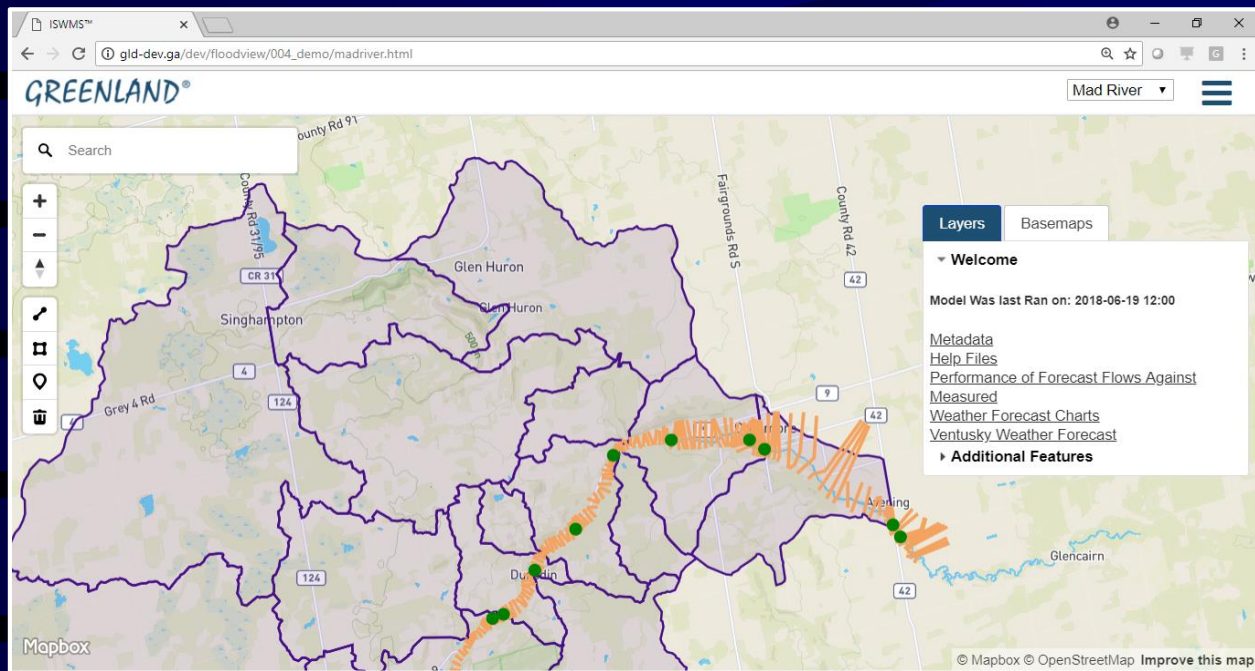 ISWMS™
gld-dev.ga/dev/floodview/004_demo/madriver.html
GREENLAND®
Mad River
Search
County Rd 91
County Rd 31/95
CR 31
Glen Huron
Glen Huron
Singhampton
500 m
4
4
Grey 4 Rd
124
124
Fairgrounds Rd S
County Rd 42
42
9
42
42
9
Avening
Glencairn
Layers
Basemaps
Welcome
Model Was last Ran on: 2018-06-19 12:00
Metadata
Help Files
Performance of Forecast Flows Against
Measured
Weather Forecast Charts
Ventusky Weather Forecast
Additional Features
Mapbox
© Mapbox © OpenStreetMap Improve this map